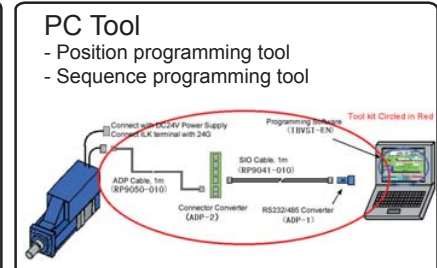 PC Tool
- Position programming tool
- Sequence programming tool
Tool kit Circled in Red
Connect with DC24V Power Supply
Connect ILK terminal with 24G
Programming Software
(TBVST-EN)
SIO Cable, 1m
(RP9041-010)
ADP Cable, 1m
(RP9050-010)
Connector Converter
(ADP-2)
RS232/485 Converter
(ADP-1)